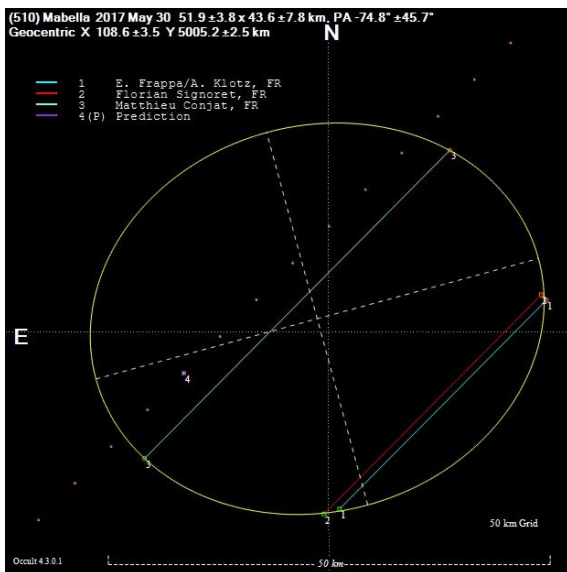 (510) Mabella 2017 May 30 51.9 ±3.8 x 43.6 ±7.8 km, PA -74.8° ±45.7°
Geocentric X 108.6 ±3.5 Y 5005.2 ±2.5 km
N
1 E. Frappa/A. Klotz, FR
2 Florian Signoret, FR
3 Matthieu Conjat, FR
4(P) Prediction
3
1
E
4
3
2
1
50 km Grid
Occult 4.3.0.1
50 km